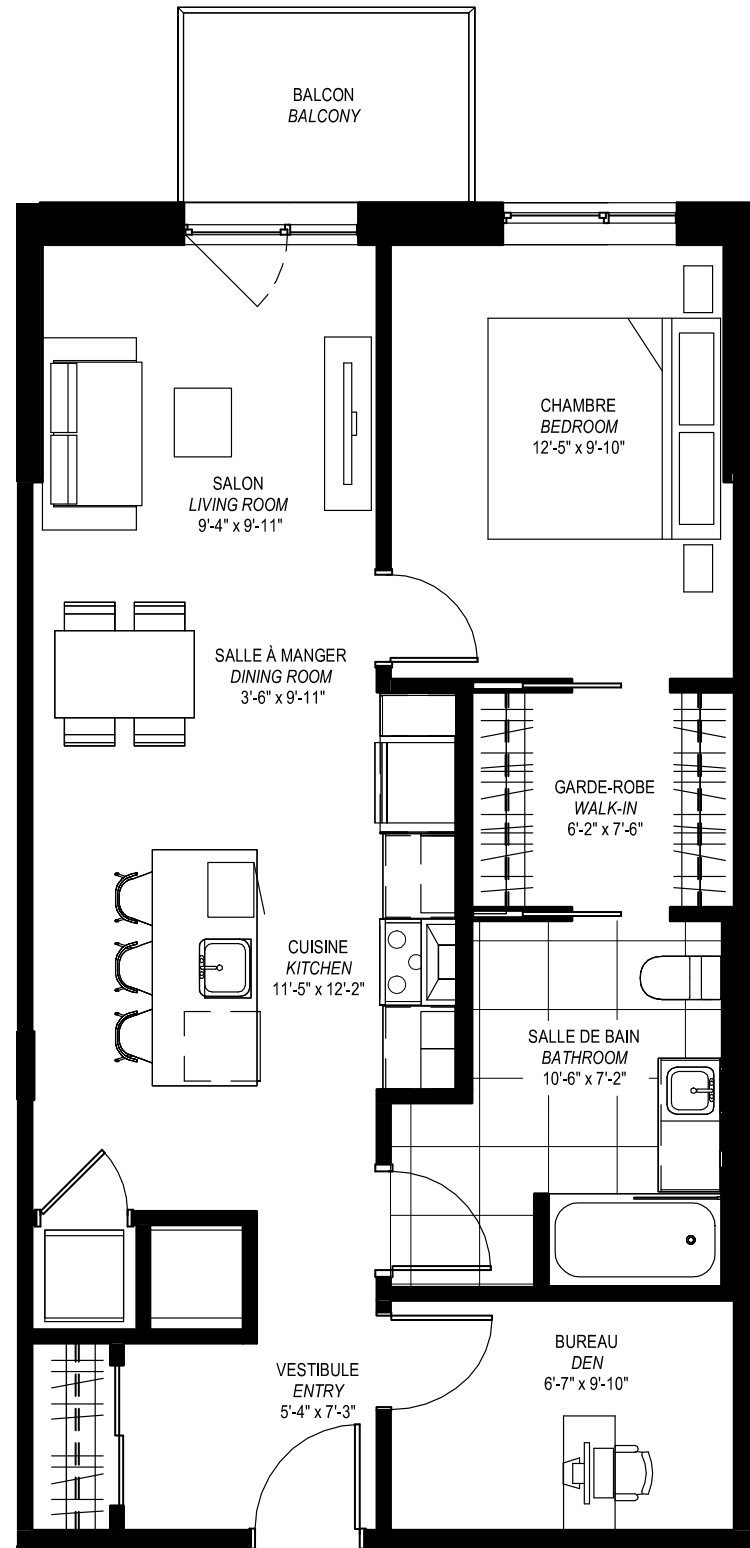 BALCON
BALCONY
CHAMBRE
BEDROOM
12'-5" x 9'-10"
SALON
LIVING ROOM
9'-4" x 9'-11"
SALLE À MANGER
DINING ROOM
3'-6" x 9'-11"
GARDE-ROBE
WALK-IN
6'-2" x 7'-6"
CUISINE
KITCHEN
11'-5" x 12'-2"
SALLE DE BAIN
BATHROOM
10'-6" x 7'-2"
VESTIBULE
ENTRY
5'-4" x 7'-3"
BUREAU
DEN
6'-7" x 9'-10"